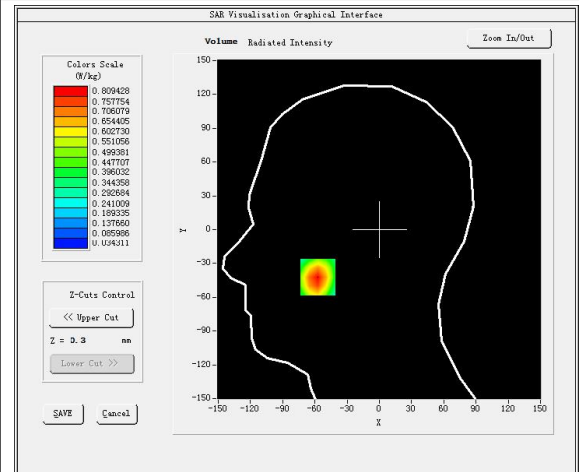 SAR Visualisation Graphical Interface
Volume Radiated Intensity
Zoom In/Out
Colors Scale
(W/kg)
0.809428
0.757754
0.706079
0.654405
0.602730
0.551056
0.499381
0.447707
0.396032
0.344358
0.292684
0.241009
0.189335
0.137660
0.085986
0.034311
Z-Cuts Control
<< Upper Cut
Z = 0.3 mm
Lower Cut >>
SAVE Cancel
150
120
90
60
30
0
-30
-60
-90
-120
-150
Y
-150 -120 -90 -60 -30 0 30 60 90 120 150
X